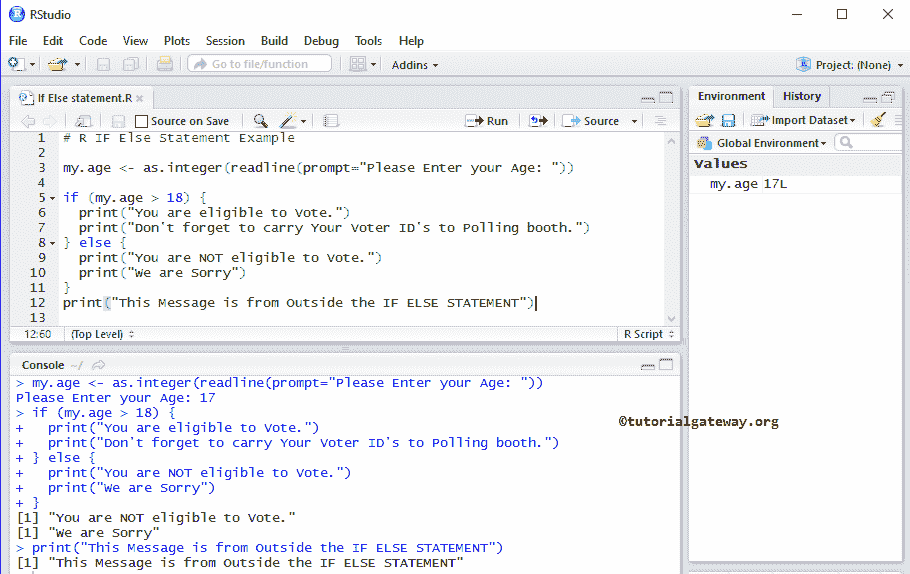 RStudio
File Edit Code View Plots Session Build Debug Tools Help
Go to file/function Addins Project: (None)
If Else statement.R
Source on Save Run Source
1 # R IF Else Statement Example
2
3 my.age <- as.integer(readline(prompt="Please Enter your Age: "))
4
5 if (my.age > 18) {
6 print("You are eligible to Vote.")
7 print("Don't forget to carry Your Voter ID's to Polling booth.")
8 } else {
9 print("You are NOT eligible to Vote.")
10 print("We are Sorry")
11 }
12 print("This Message is from Outside the IF ELSE STATEMENT")
13
12:60 (Top Level) R Script
Console ~/
> my.age <- as.integer(readline(prompt="Please Enter your Age: "))
Please Enter your Age: 17
> if (my.age > 18) {
+ print("You are eligible to Vote.")
+ print("Don't forget to carry Your Voter ID's to Polling booth.")
+ } else {
+ print("You are NOT eligible to Vote.")
+ print("We are Sorry")
+ }
[1] "You are NOT eligible to Vote."
[1] "We are Sorry"
> print("This Message is from Outside the IF ELSE STATEMENT")
[1] "This Message is from Outside the IF ELSE STATEMENT"
Environment History
Import Dataset
Global Environment
Values
my.age 17L
©tutorialgateway.org